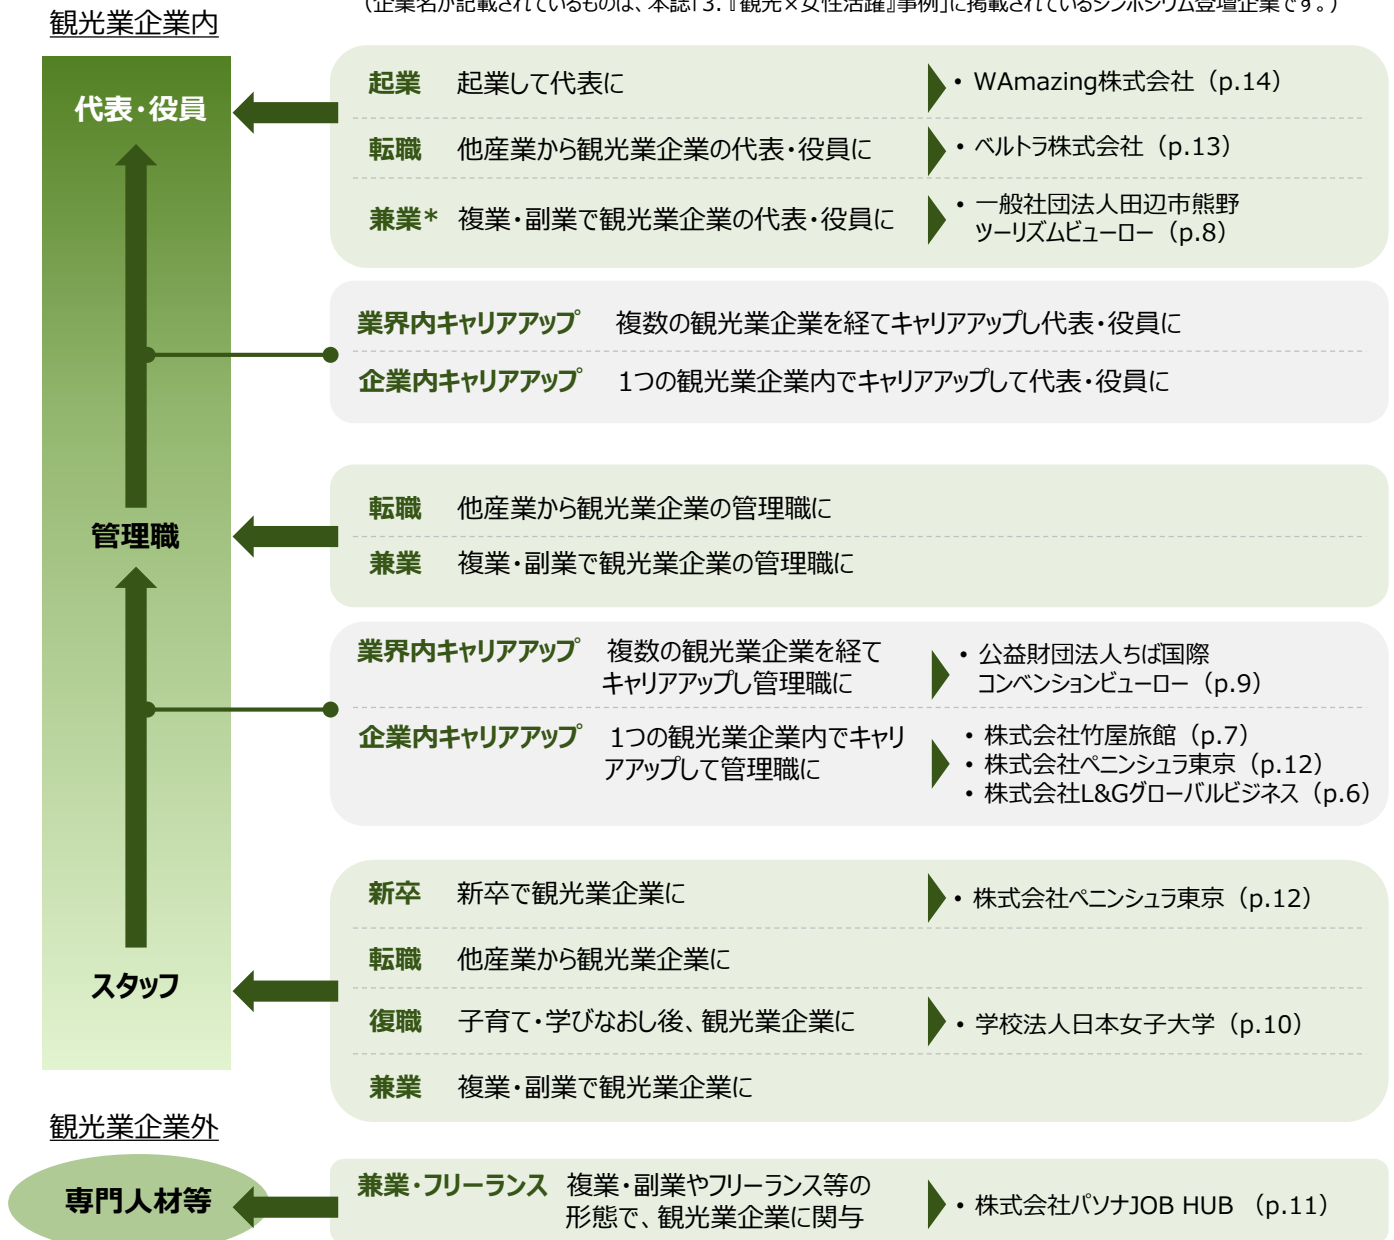 （企業名が記載されているものは、本誌「3.『観光×女性活躍』事例」に掲載されているシンポジウム登壇企業です。）
観光業企業内
代表・役員
起業 起業して代表に
• WAmazing株式会社（p.14）
転職 他産業から観光業企業の代表・役員に
• ベルトラ株式会社（p.13）
兼業* 複業・副業で観光業企業の代表・役員に
• 一般社団法人田辺市熊野
ツーリズムビューロー（p.8）
業界内キャリアアップ 複数の観光業企業を経てキャリアアップし代表・役員に
企業内キャリアアップ 1つの観光業企業内でキャリアアップして代表・役員に
管理職
転職 他産業から観光業企業の管理職に
兼業 複業・副業で観光業企業の管理職に
業界内キャリアアップ 複数の観光業企業を経て
キャリアアップし管理職に
• 公益財団法人ちば国際
コンベンションビューロー（p.9）
企業内キャリアアップ 1つの観光業企業内でキャリ
アアップして管理職に
• 株式会社竹屋旅館（p.7）
• 株式会社ペニンシュラ東京（p.12）
• 株式会社L&Gグローバルビジネス（p.6）
スタッフ
新卒 新卒で観光業企業に
• 株式会社ペニンシュラ東京（p.12）
転職 他産業から観光業企業に
復職 子育て・学びなおし後、観光業企業に
• 学校法人日本女子大学（p.10）
兼業 複業・副業で観光業企業に
観光業企業外
専門人材等
兼業・フリーランス 複業・副業やフリーランス等の
形態で、観光業企業に関与
• 株式会社パソナJOB HUB （p.11）